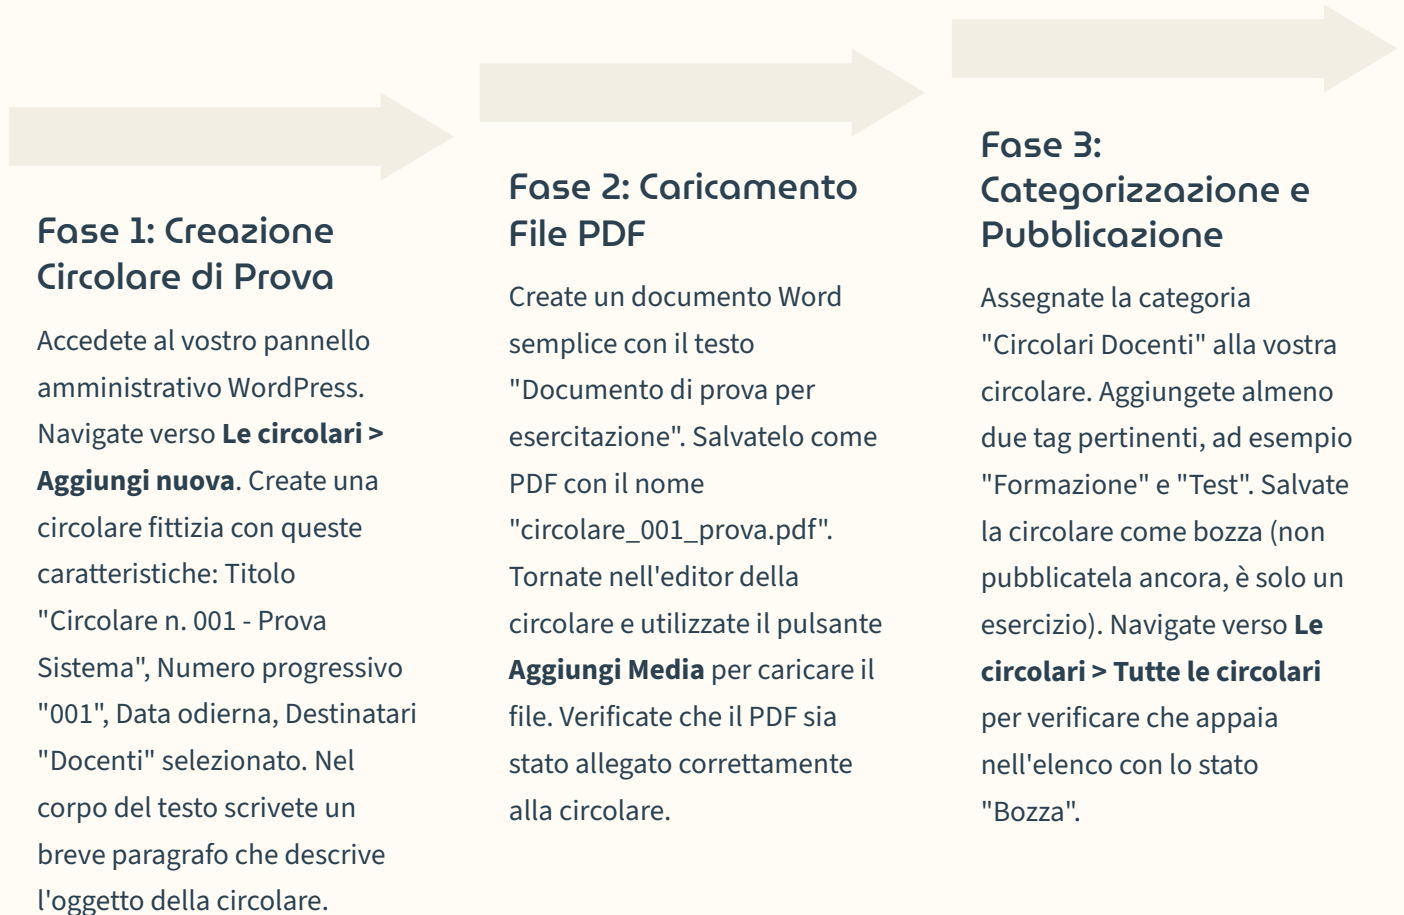 Fase 1: Creazione
Circolare di Prova
Accedete al vostro pannello
amministrativo WordPress.
Navigate verso Le circolari >
Aggiungi nuova. Create una
circolare fittizia con queste
caratteristiche: Titolo
"Circolare n. 001 - Prova
Sistema", Numero progressivo
"001", Data odierna, Destinatari
"Docenti" selezionato. Nel
corpo del testo scrivete un
breve paragrafo che descrive
l'oggetto della circolare.
Fase 2: Caricamento
File PDF
Create un documento Word
semplice con il testo
"Documento di prova per
esercitazione". Salvatelo come
PDF con il nome
"circolare_001_prova.pdf".
Tornate nell'editor della
circolare e utilizzate il pulsante
Aggiungi Media per caricare il
file. Verificate che il PDF sia
stato allegato correttamente
alla circolare.
Fase 3:
Categorizzazione e
Pubblicazione
Assegnate la categoria
"Circolari Docenti" alla vostra
circolare. Aggiungete almeno
due tag pertinenti, ad esempio
"Formazione" e "Test". Salvate
la circolare come bozza (non
pubblicatela ancora, è solo un
esercizio). Navigate verso Le
circolari > Tutte le circolari
per verificare che appaia
nell'elenco con lo stato
"Bozza".